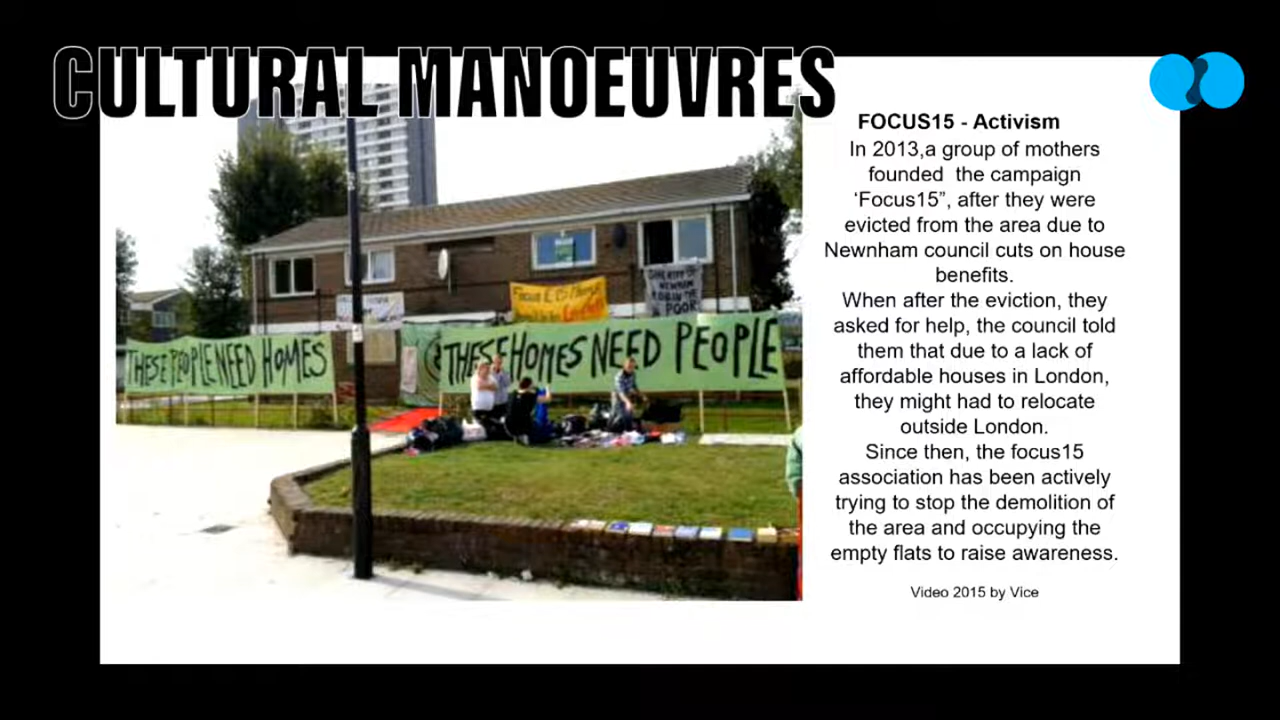 CULTURAL MANOEUVRES
FOCUS15 - Activism
In 2013,a group of mothers
founded the campaign
‘Focus15”, after they were
evicted from the area due to
Newnham council cuts on house
benefits.
When after the eviction, they
asked for help, the council told
them that due to a lack of
affordable houses in London,
they might had to relocate
outside London.
Since then, the focus15
association has been actively
trying to stop the demolition of
the area and occupying the
empty flats to raise awareness.
Video 2015 by Vice
THESE PEOPLE NEED HOMES
THESE HOMES NEED PEOPLE
Focus E15
POOR